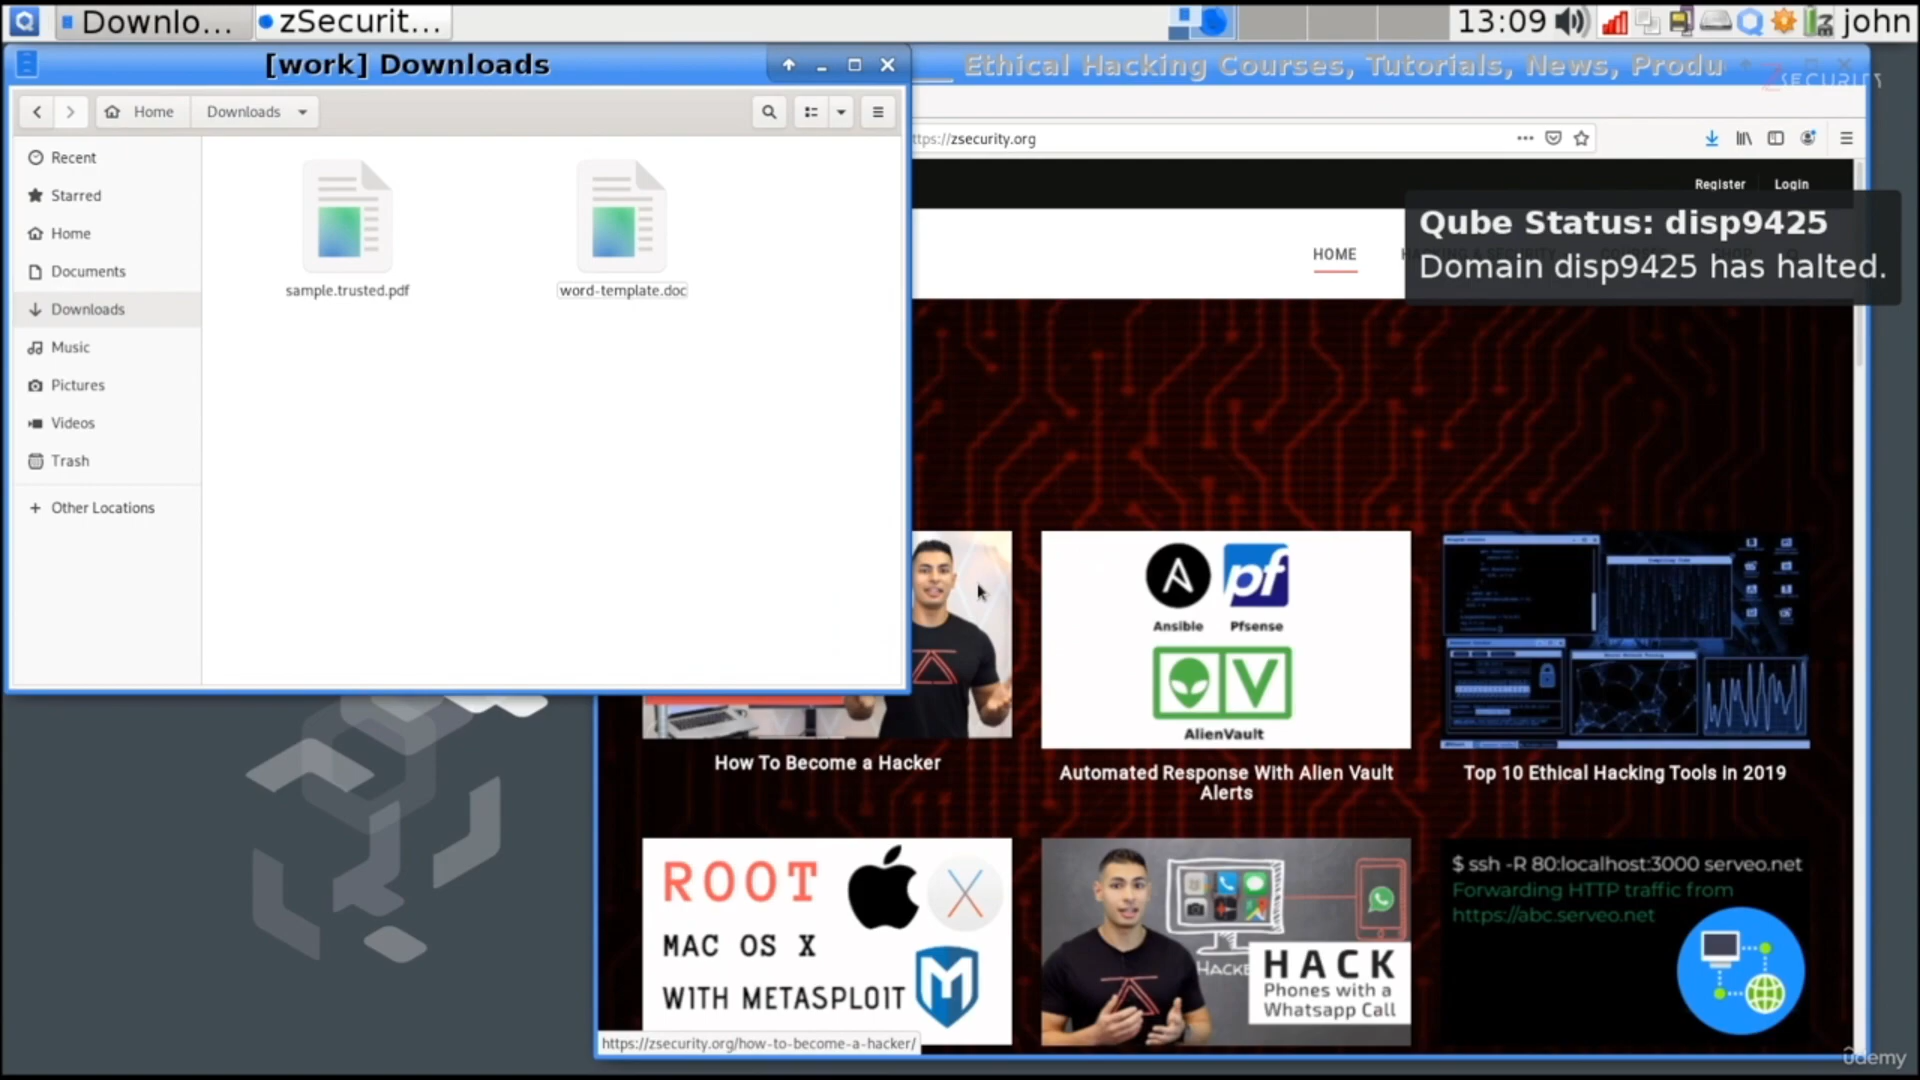 Downlo...
zSecurit...
13:09
john
[work] Downloads
Ethical Hacking Courses, Tutorials, News, Produ
ZSECURITY
Home
Downloads
ttps://zsecurity.org
Recent
Starred
Home
Documents
Downloads
Music
Pictures
Videos
Trash
Other Locations
sample.trusted.pdf
word-template.doc
Register
Login
HOME
Qube Status: disp9425
Domain disp9425 has halted.
Ansible
Pfsense
pf
AlienVault
How To Become a Hacker
Automated Response With Alien Vault
Alerts
Top 10 Ethical Hacking Tools in 2019
ROOT
MAC OS X
WITH METASPLOIT
HACK
Phones with a
Whatsapp Call
$ ssh -R 80:localhost:3000 serveo.net
Forwarding HTTP traffic from
https://abc.serveo.net
https://zsecurity.org/how-to-become-a-hacker/
ûdemy